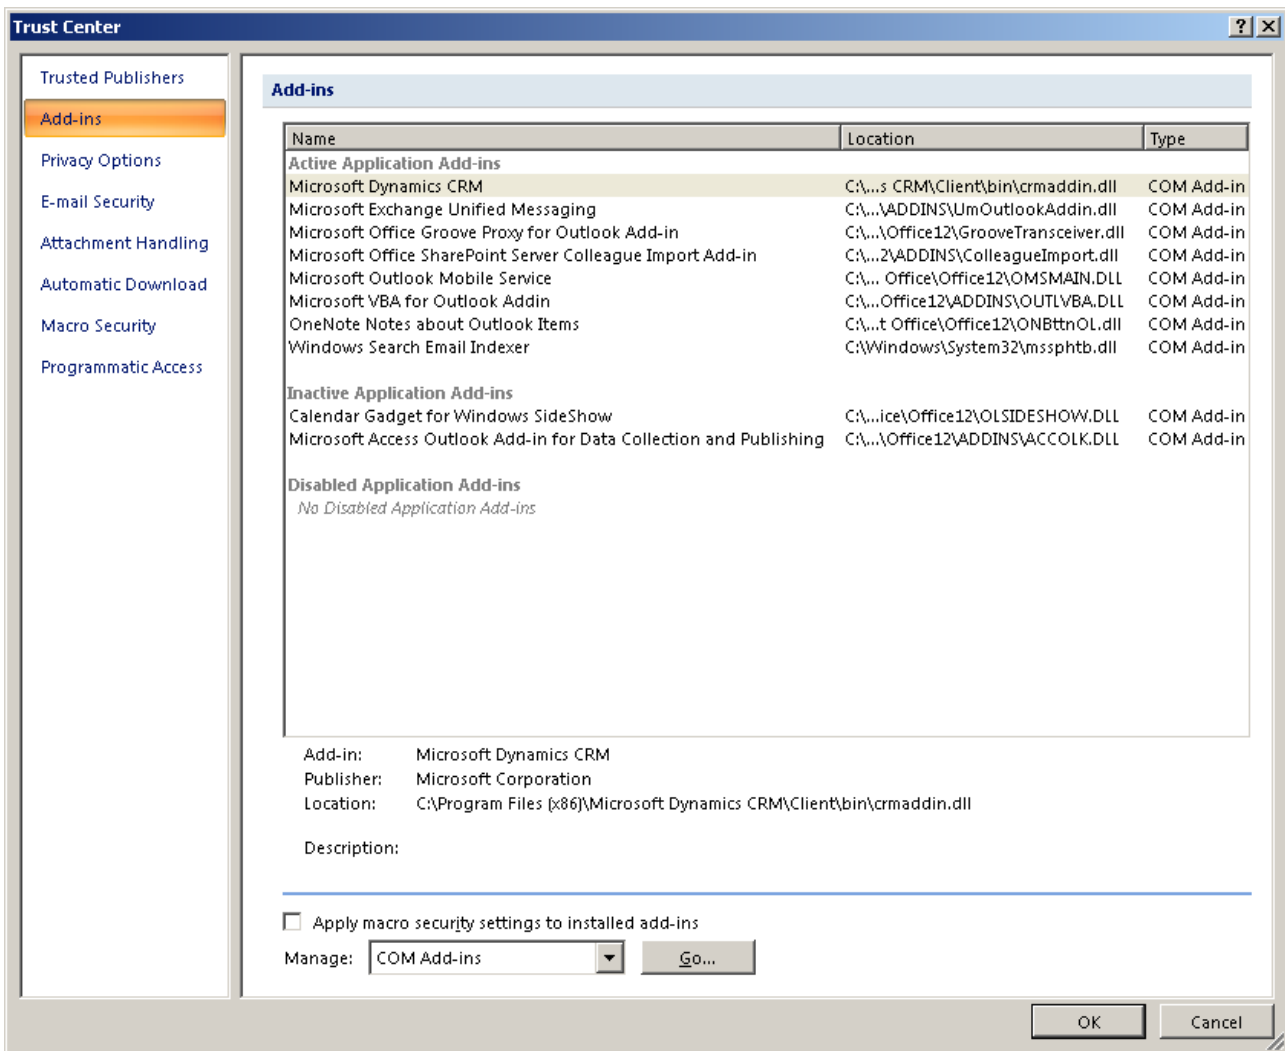 Trust Center
Trusted Publishers
Add-ins
Privacy Options
E-mail Security
Attachment Handling
Automatic Download
Macro Security
Programmatic Access
Add-ins
Name Location Type
Active Application Add-ins
Microsoft Dynamics CRM C:\...s CRM\Client\bin\crmaddin.dll COM Add-in
Microsoft Exchange Unified Messaging C:\...\ADDINS\UmOutlookAddin.dll COM Add-in
Microsoft Office Groove Proxy for Outlook Add-in C:\...\Office12\GrooveTransceiver.dll COM Add-in
Microsoft Office SharePoint Server Colleague Import Add-in C:\...2\ADDINS\ColleagueImport.dll COM Add-in
Microsoft Outlook Mobile Service C:\... Office\Office12\OMSMAIN.DLL COM Add-in
Microsoft VBA for Outlook Addin C:\...Office12\ADDINS\OUTLVBA.DLL COM Add-in
OneNote Notes about Outlook Items C:\...t Office\Office12\ONBttnOL.dll COM Add-in
Windows Search Email Indexer C:\Windows\System32\mssphtb.dll COM Add-in
Inactive Application Add-ins
Calendar Gadget for Windows SideShow C:\...ice\Office12\OLSIDESHOW.DLL COM Add-in
Microsoft Access Outlook Add-in for Data Collection and Publishing C:\...\Office12\ADDINS\ACCOLK.DLL COM Add-in
Disabled Application Add-ins
No Disabled Application Add-ins
Add-in: Microsoft Dynamics CRM
Publisher: Microsoft Corporation
Location: C:\Program Files (x86)\Microsoft Dynamics CRM\Client\bin\crmaddin.dll
Description:
Apply macro security settings to installed add-ins
Manage: COM Add-ins Go...
OK Cancel